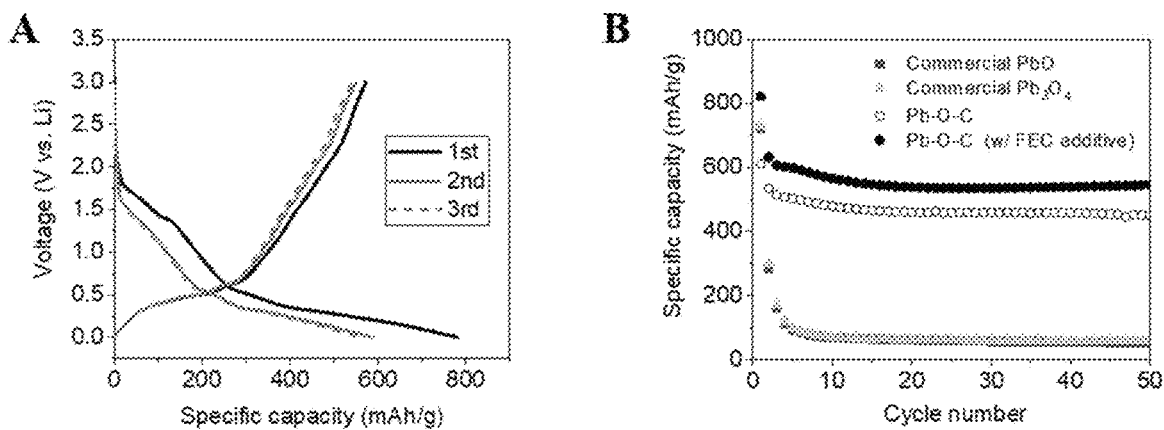 A
3.5
3.0
2.5
2.0
1.5
1.0
0.5
0.0
Voltage (V vs. Li)
1st
2nd
3rd
0
200
400
600
800
Specific capacity (mAh/g)
B
1000
800
600
400
200
0
Specific capacity (mAh/g)
Commercial PbO
Commercial Pb₃O₄
Pb-O-C
Pb-O-C (w/ FEC additive)
0
10
20
30
40
50
Cycle number